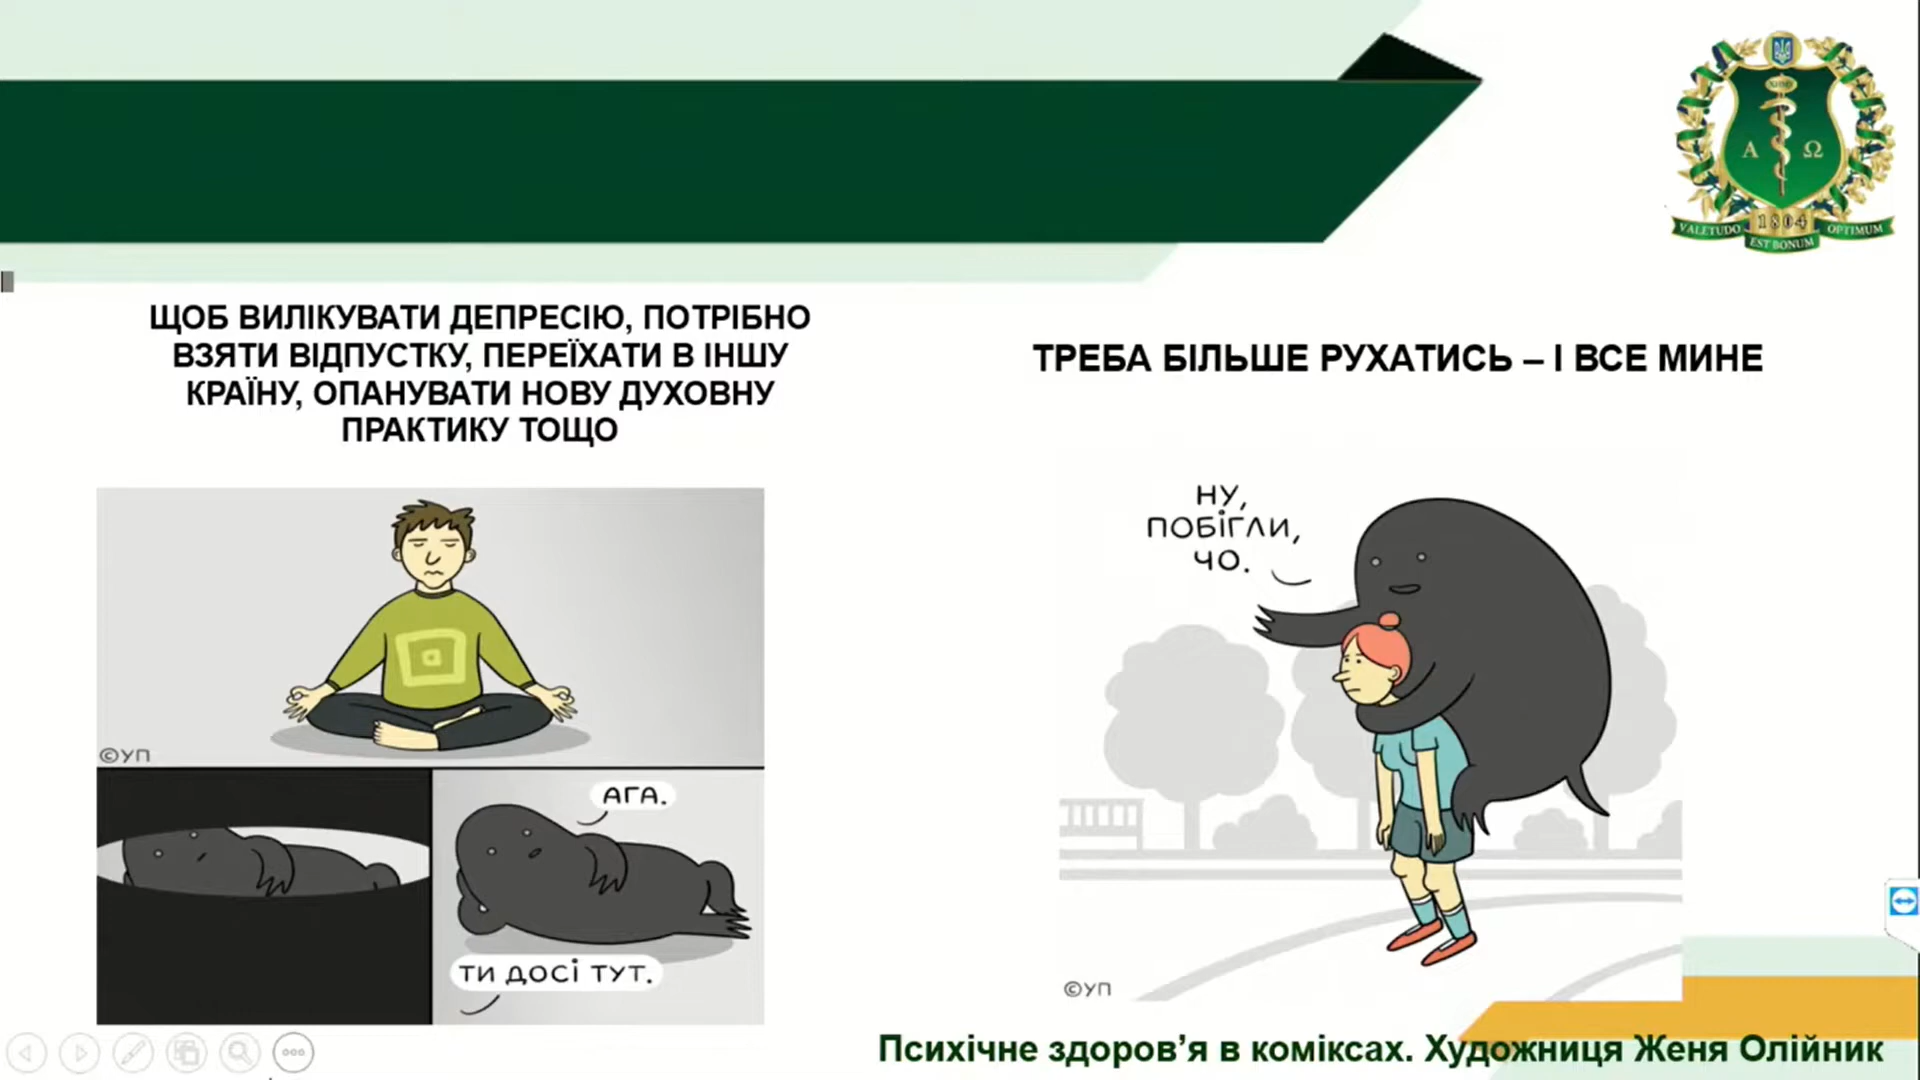 Α Ω
1804
VALETUDO EST BONUM OPTIMUM
ЩОБ ВИЛІКУВАТИ ДЕПРЕСІЮ, ПОТРІБНО
ВЗЯТИ ВІДПУСТКУ, ПЕРЕЇХАТИ В ІНШУ
КРАЇНУ, ОПАНУВАТИ НОВУ ДУХОВНУ
ПРАКТИКУ ТОЩО
©УП
АГА.
ТИ ДОСІ ТУТ.
ТРЕБА БІЛЬШЕ РУХАТИСЬ – І ВСЕ МИНЕ
НУ,
ПОБІГЛИ,
ЧО.
©УП
Психічне здоров’я в коміксах. Художниця Женя Олійник